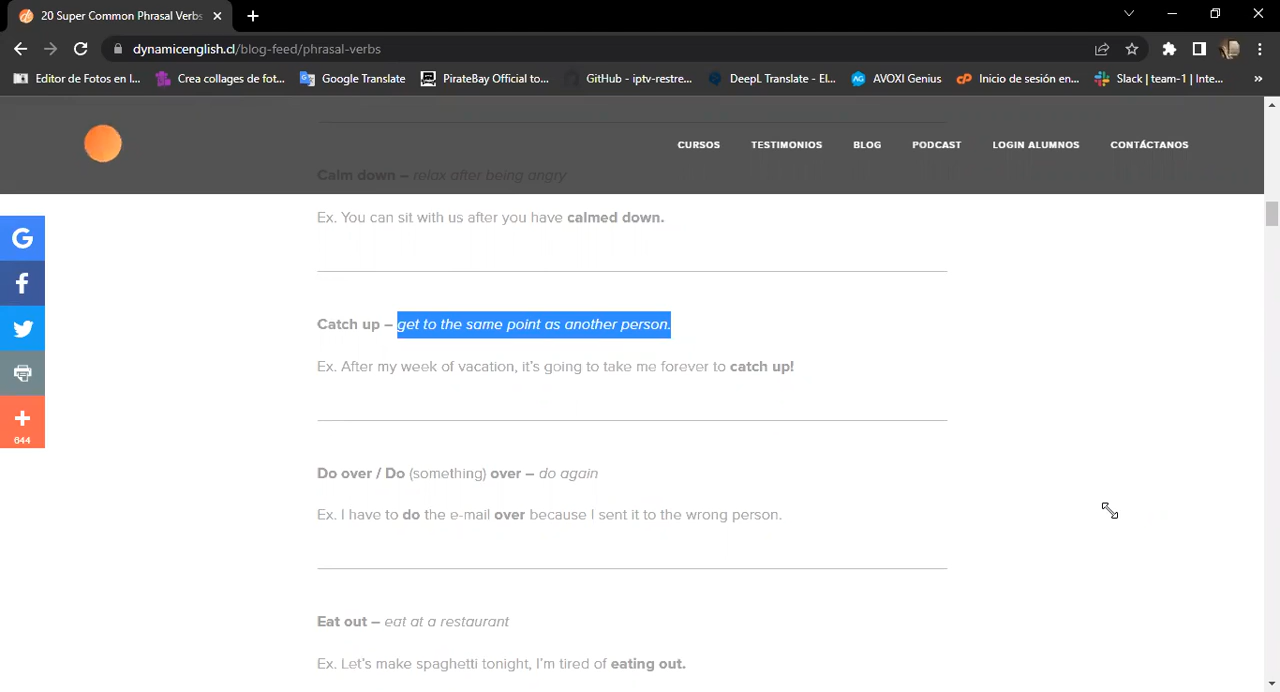 20 Super Common Phrasal Verbs
dynamicenglish.cl/blog-feed/phrasal-verbs
Editor de Fotos en l... Crea collages de fot... Google Translate PirateBay Official to... GitHub - iptv-restre... DeepL Translate - El... AVOXI Genius Inicio de sesión en... Slack | team-1 | Inte... »
CURSOS TESTIMONIOS BLOG PODCAST LOGIN ALUMNOS CONTÁCTANOS
Calm down – relax after being angry
Ex. You can sit with us after you have calmed down.
Catch up – get to the same point as another person.
Ex. After my week of vacation, it's going to take me forever to catch up!
Do over / Do (something) over – do again
Ex. I have to do the e-mail over because I sent it to the wrong person.
Eat out – eat at a restaurant
Ex. Let's make spaghetti tonight, I'm tired of eating out.
644